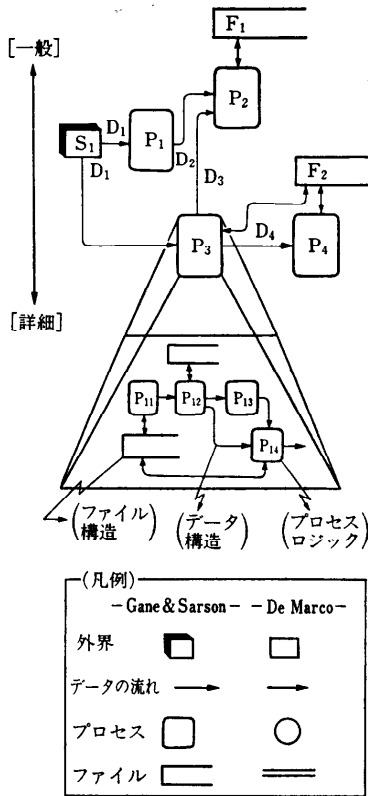 [一般]
F1
P2
S1
D1
P1
D2
D1
D3
F2
P3
D4
P4
[詳細]
P11
P12
P13
P14
(ファイル構造)
(データ構造)
(プロセスロジック)
(凡例)
-Gane&Sarson- -De Marco-
外界
データの流れ
プロセス
ファイル